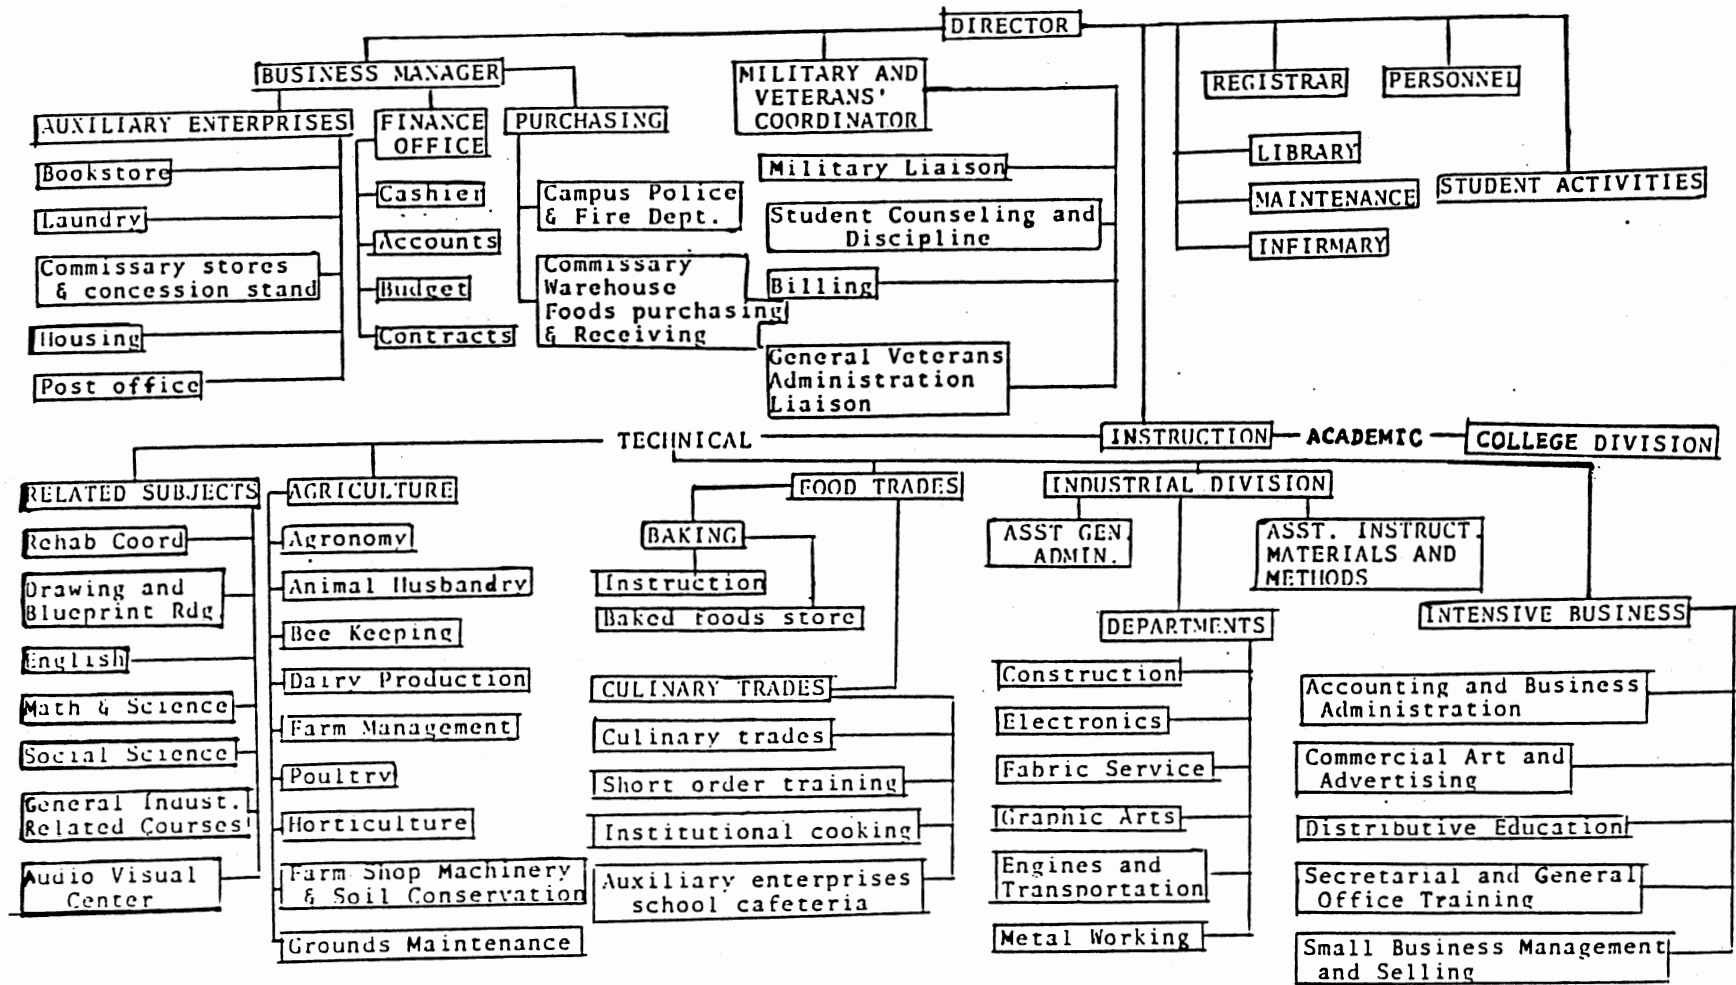 DIRECTOR
BUSINESS MANAGER
MILITARY AND
VETERANS'
COORDINATOR
REGISTRAR
PERSONNEL
AUXILIARY ENTERPRISES
FINANCE
OFFICE
PURCHASING
LIBRARY
MAINTENANCE
INFIRMARY
STUDENT ACTIVITIES
Bookstore
Laundry
Commissary stores
& concession stand
Housing
Post office
Cashier
Accounts
Budget
Contracts
Campus Police
& Fire Dept.
Commissary
Warehouse
Foods purchasing
& Receiving
Military Liaison
Student Counseling and
Discipline
Billing
General Veterans
Administration
Liaison
TECHNICAL
INSTRUCTION
ACADEMIC
COLLEGE DIVISION
RELATED SUBJECTS
Rehab Coord
Drawing and
Blueprint Rdg.
English
Math & Science
Social Science
General Indust.
Related Courses
Audio Visual
Center
AGRICULTURE
Agronomy
Animal Husbandry
Bee Keeping
Dairy Production
Farm Management
Poultry
Horticulture
Farm Shop Machinery
& Soil Conservation
Grounds Maintenance
FOOD TRADES
BAKING
Instruction
Baked foods store
CULINARY TRADES
Culinary trades
Short order training
Institutional cooking
Auxiliary enterprises
school cafeteria
INDUSTRIAL DIVISION
ASST GEN.
ADMIN.
ASST. INSTRUCT.
MATERIALS AND
METHODS
DEPARTMENTS
Construction
Electronics
Fabric Service
Graphic Arts
Engines and
Transportation
Metal Working
INTENSIVE BUSINESS
Accounting and Business
Administration
Commercial Art and
Advertising
Distributive Education
Secretarial and General
Office Training
Small Business Management
and Selling